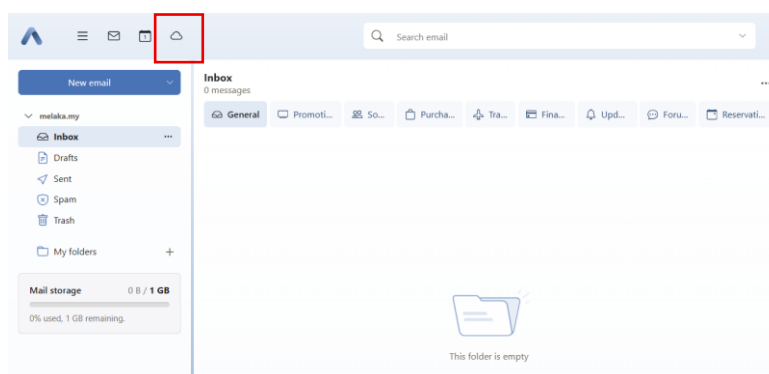 Search email
New email
Inbox
0 messages
General Promoti... So... Purcha... Tra... Fina... Upd... Foru... Reservati...
melaka.my
Inbox
Drafts
Sent
Spam
Trash
My folders
Mail storage 0 B / 1 GB
0% used, 1 GB remaining.
This folder is empty